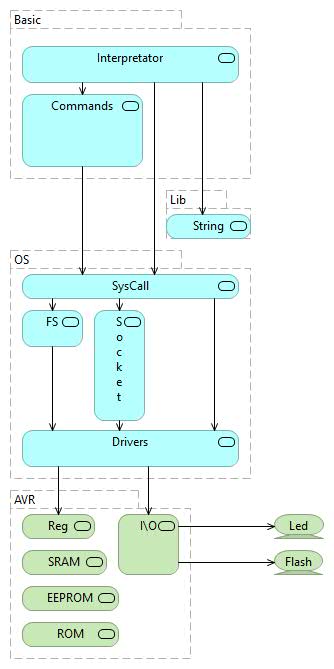 Basic
Interpretator
Commands
Lib
String
OS
SysCall
FS
Socket
Drivers
AVR
Reg
I\O
Led
SRAM
Flash
EEPROM
ROM